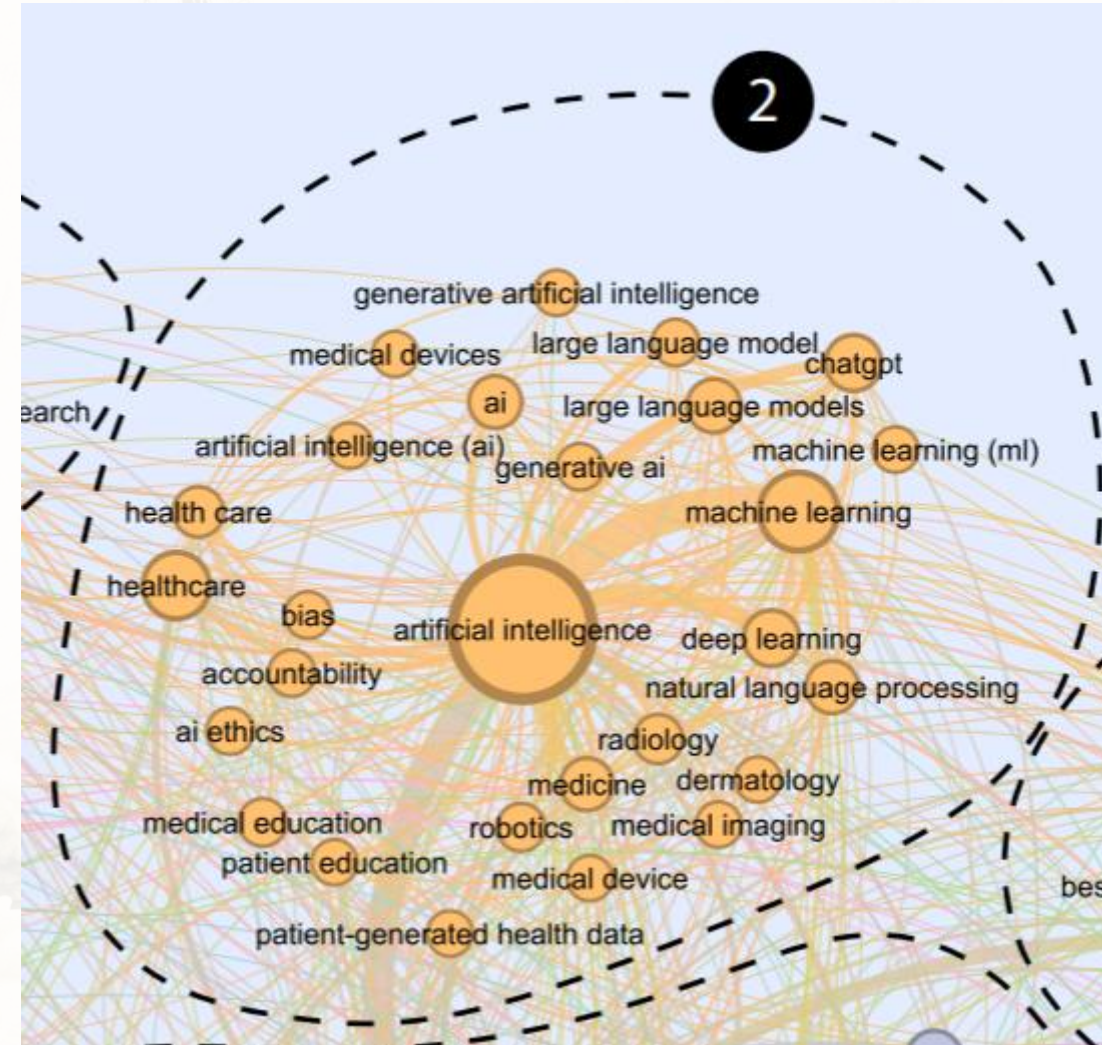 2
generative artificial intelligence
large language model
medical devices
chatgpt
ai
large language models
artificial intelligence (ai)
machine learning (ml)
generative ai
health care
machine learning
healthcare
bias
artificial intelligence
deep learning
accountability
natural language processing
ai ethics
radiology
medicine
dermatology
medical education
robotics
medical imaging
patient education
medical device
patient-generated health data